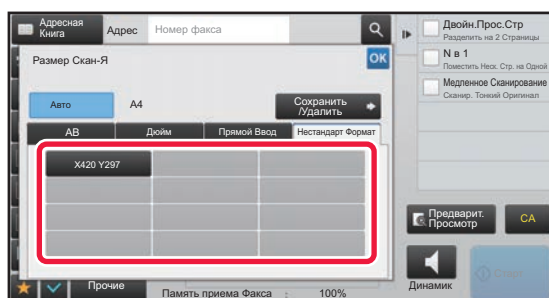 Адресная
Книга
Адрес
Номер факса
Размер Скан-Я
OK
Авто
A4
Сохранить
/Удалить
AB
Дюйм
Прямой Ввод
Нестандарт Формат
X420 Y297
Прочие
Память приема Факса : 100%
Двойн.Прос.Стр
Разделить на 2 Страницы
N в 1
Поместить Неск. Стр. на Одной
Медленное Сканирование
Сканир. Тонкий Оригинал
Предварит.
Просмотр
CA
Динамик
Старт